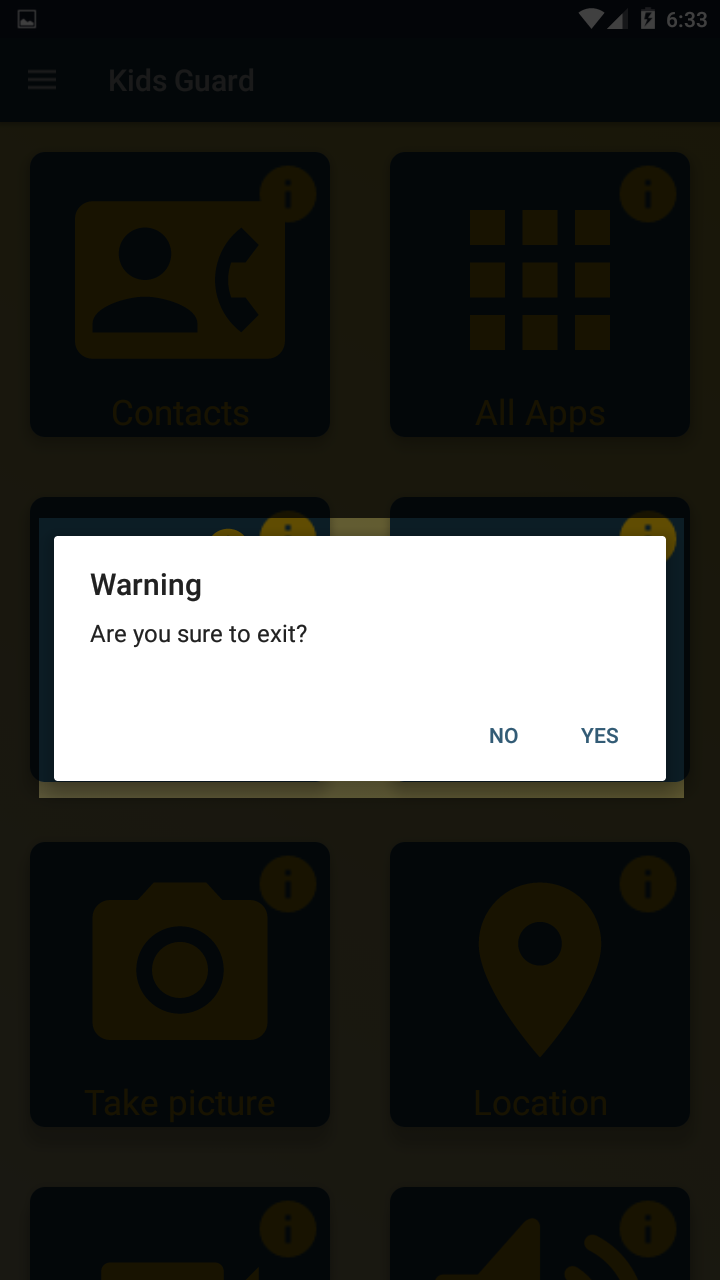 6:33
Kids Guard
Contacts
All Apps
Warning
Are you sure to exit?
NO
YES
Take picture
Location